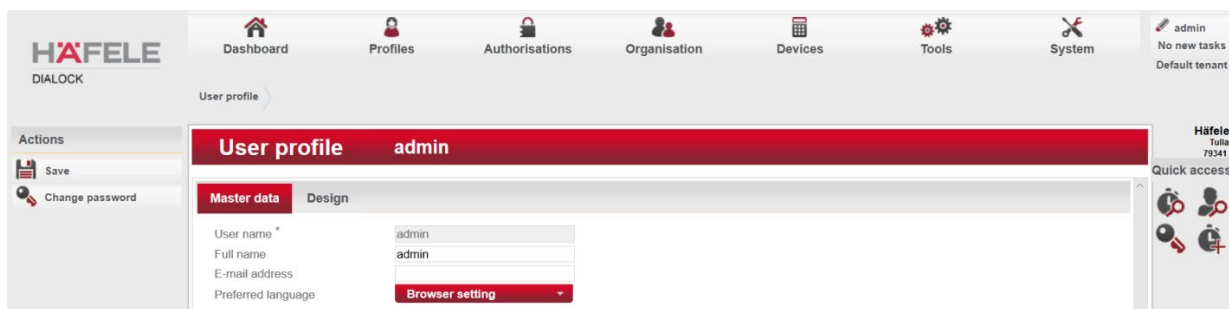 HÄFELE
DIALOCK
Dashboard
Profiles
Authorisations
Organisation
Devices
Tools
System
admin
No new tasks
Default tenant
User profile
Actions
Save
Change password
User profile admin
Master data Design
User name * admin
Full name admin
E-mail address
Preferred language Browser setting
Häfele
Tulla
79341
Quick access